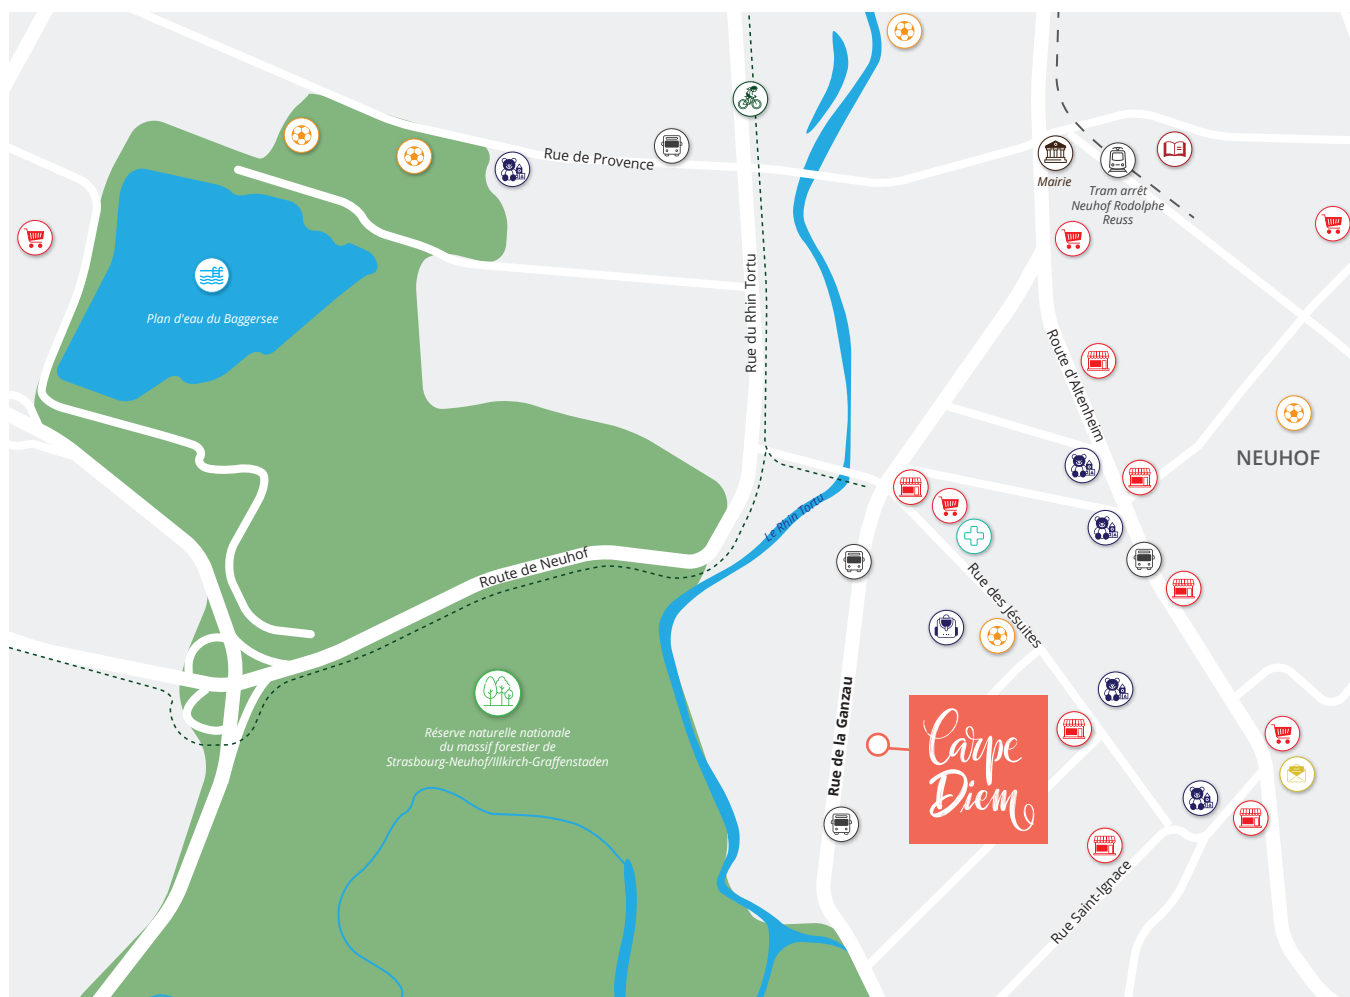 Rue de Provence
Mairie
Tram arrêt
Neuhof Rodolphe
Reuss
Rue du Rhin Tortu
Plan d'eau du Baggersee
Route d'Altenheim
NEUHOF
Le Rhin Tortu
Route de Neuhof
Rue des Jésuites
Réserve naturelle nationale
du massif forestier de
Strasbourg-Neuhof/Illkirch-Graffenstaden
Rue de la Ganzau
Carpe
Diem
Rue Saint-Ignace